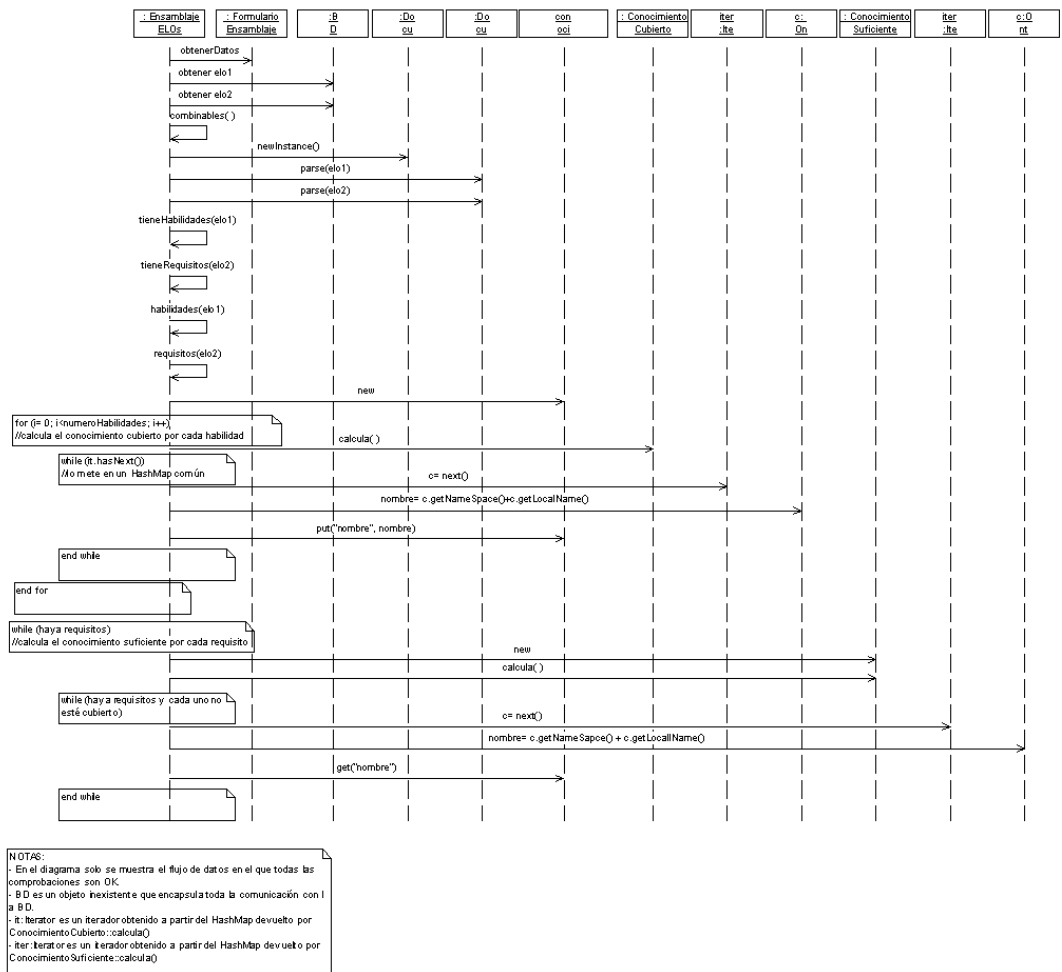 : Ensamblaje
ELOs
: Formulario
Ensamblaje
:B
D
:Do
cu
:Do
cu
con
oci
: Conocimiento
Cubierto
iter
:Ite
c:
On
: Conocimiento
Suficiente
iter
:Ite
c:O
nt
obtenerDatos
obtener elo1
obtener elo2
combinables( )
newInstance()
parse(elo1)
parse(elo2)
tieneHabilidades(elo1)
tieneRequisitos(elo2)
habilidades(elo1)
requisitos(elo2)
new
for (i= 0; i<numeroHabilidades; i++)
//calcula el conocimiento cubierto por cada habilidad
calcula( )
while (it.hasNext())
//lo mete en un HashMap común
c= next()
nombre= c.getNameSpace()+c.getLocalName()
put("nombre", nombre)
end while
end for
while (haya requisitos)
//calcula el conocimiento suficiente por cada requisito
new
calcula( )
while (haya requisitos y cada uno no
esté cubierto)
c= next()
nombre= c.getNameSapce() + c.getLocallName()
get("nombre")
end while
NOTAS:
- En el diagrama solo se muestra el flujo de datos en el que todas las
comprobaciones son OK.
- BD es un objeto inexistente que encapsula toda la comunicación con l
a BD.
- it: Iterator es un iterador obtenido a partir del HashMap devuelto por
ConocimientoCubierto::calcula()
- iter:Iterator es un iterador obtenido a partir del HashMap devuelto por
ConocimientoSuficiente::calcula()